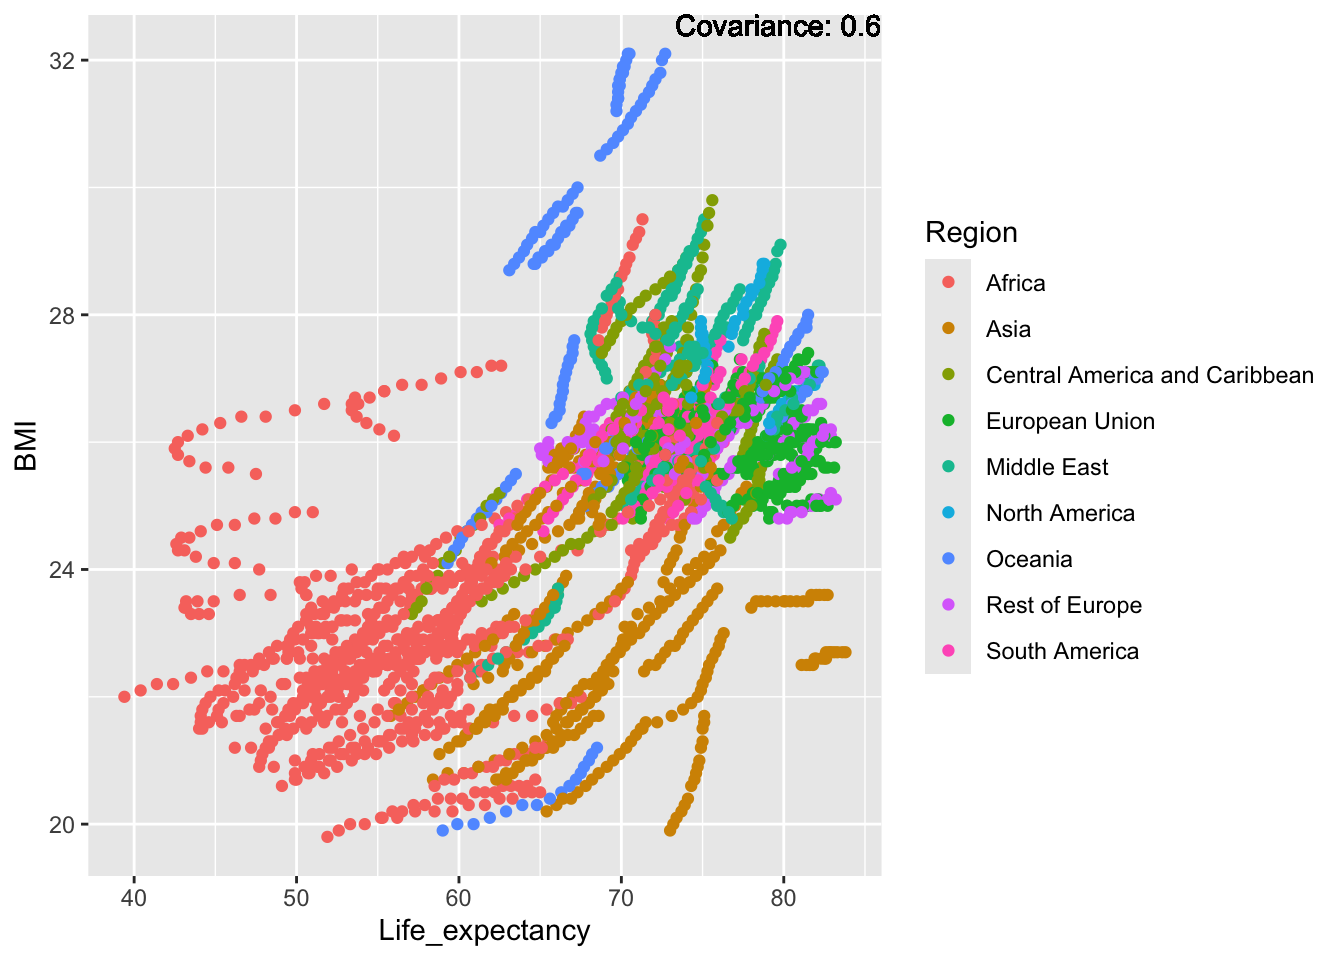 Covariance: 0.6
32
28
24
20
BMI
40 50 60 70 80
Life_expectancy
Region
Africa
Asia
Central America and Caribbean
European Union
Middle East
North America
Oceania
Rest of Europe
South America